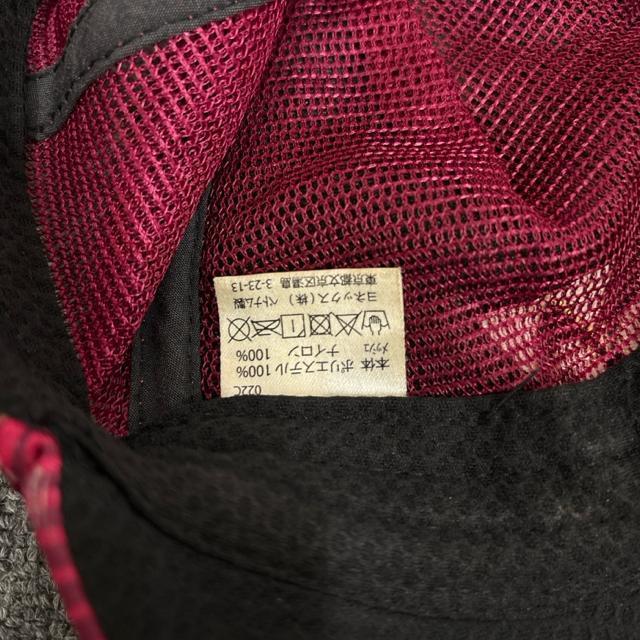 022C
本体 ポリエステル 100%
メッシュ ナイロン 100%
ヨネックス(株) ベトナム製
東京都文京区湯島 3-23-13